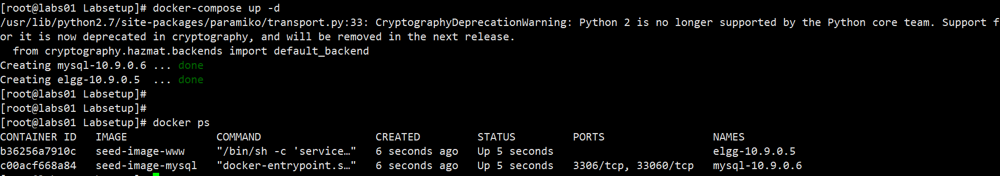 [root@labs01 Labsetup]# docker-compose up -d
/usr/lib/python2.7/site-packages/paramiko/transport.py:33: CryptographyDeprecationWarning: Python 2 is no longer supported by the Python core team. Support f
or it is now deprecated in cryptography, and will be removed in the next release.
  from cryptography.hazmat.backends import default_backend
Creating mysql-10.9.0.6 ... done
Creating elgg-10.9.0.5  ... done
[root@labs01 Labsetup]#
[root@labs01 Labsetup]#
[root@labs01 Labsetup]# docker ps
CONTAINER ID   IMAGE              COMMAND                  CREATED         STATUS         PORTS                 NAMES
b36256a7910c   seed-image-www     "/bin/sh -c 'service…"   6 seconds ago   Up 5 seconds                         elgg-10.9.0.5
c00acf668a84   seed-image-mysql   "docker-entrypoint.s…"   6 seconds ago   Up 5 seconds   3306/tcp, 33060/tcp   mysql-10.9.0.6